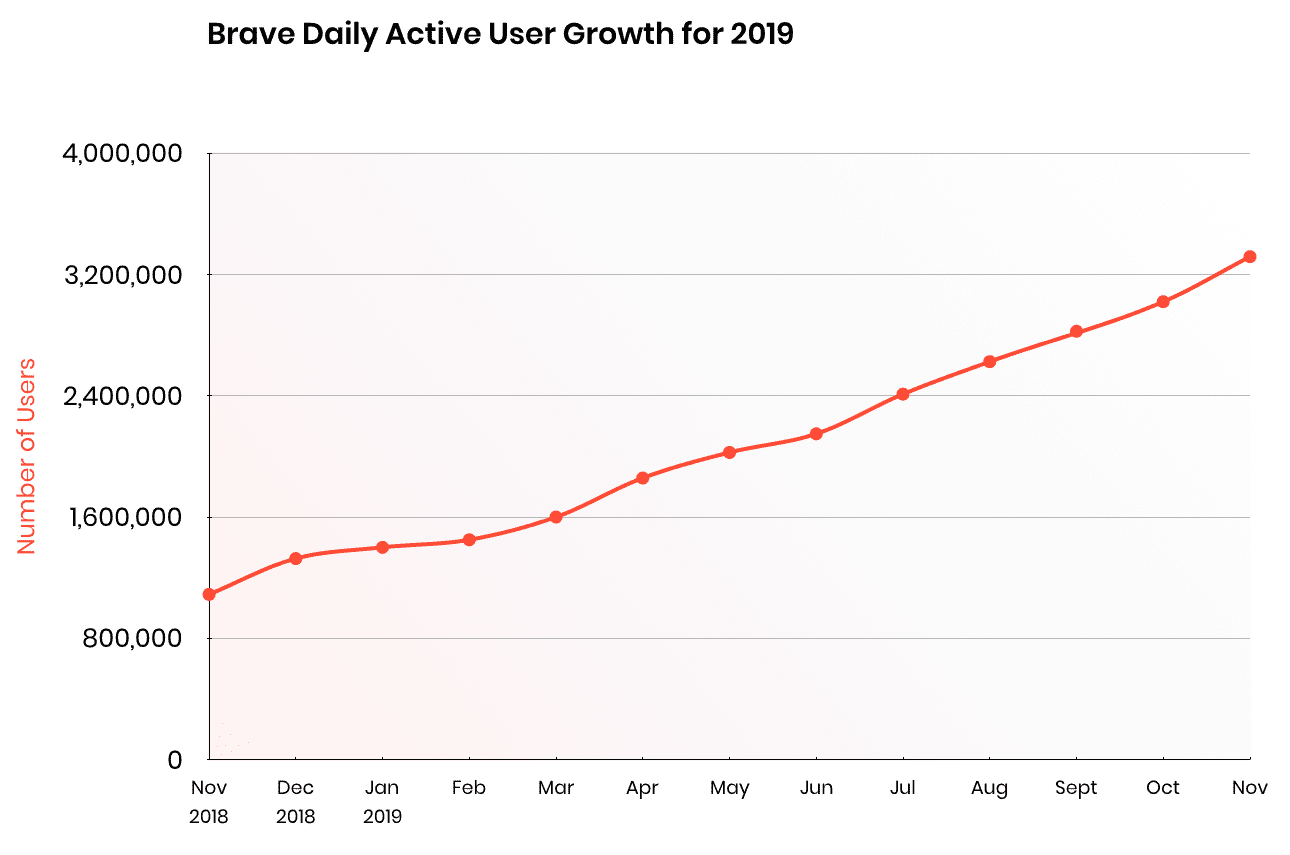 Brave Daily Active User Growth for 2019
4,000,000
3,200,000
2,400,000
1,600,000
800,000
0
Number of Users
Nov Dec Jan Feb Mar Apr May Jun Jul Aug Sept Oct Nov
2018 2018 2019